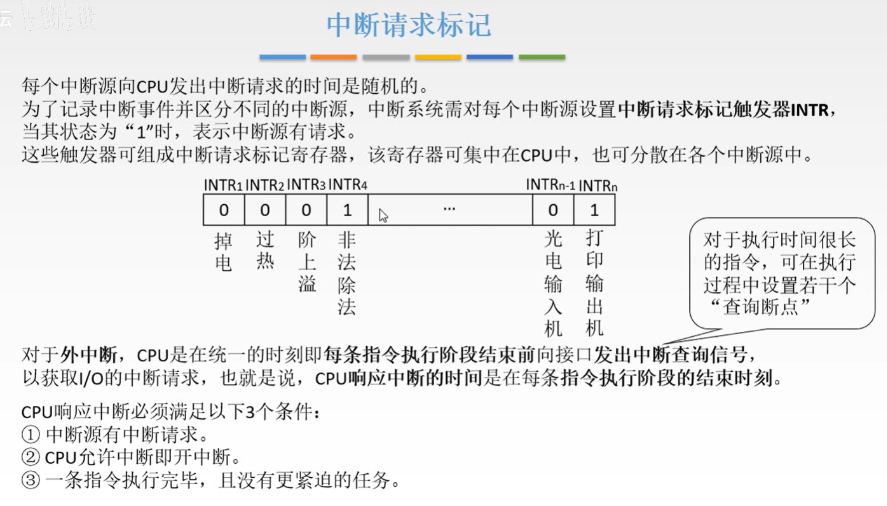 云
中断请求标记
每个中断源向CPU发出中断请求的时间是随机的。
为了记录中断事件并区分不同的中断源，中断系统需对每个中断源设置中断请求标记触发器INTR，
当其状态为“1”时，表示中断源有请求。
这些触发器可组成中断请求标记寄存器，该寄存器可集中在CPU中，也可分散在各个中断源中。
INTR1 INTR2 INTR3 INTR4 INTRn-1 INTRn
0 0 0 1 ··· 0 1
掉电
过热
阶上溢
非法除法
光电输入机
打印输出机
对于执行时间很长
的指令，可在执行
过程中设置若干个
“查询断点”
对于外中断，CPU是在统一的时刻即每条指令执行阶段结束前向接口发出中断查询信号，
以获取I/O的中断请求，也就是说，CPU响应中断的时间是在每条指令执行阶段的结束时刻。
CPU响应中断必须满足以下3个条件：
① 中断源有中断请求。
② CPU允许中断即开中断。
③ 一条指令执行完毕，且没有更紧迫的任务。